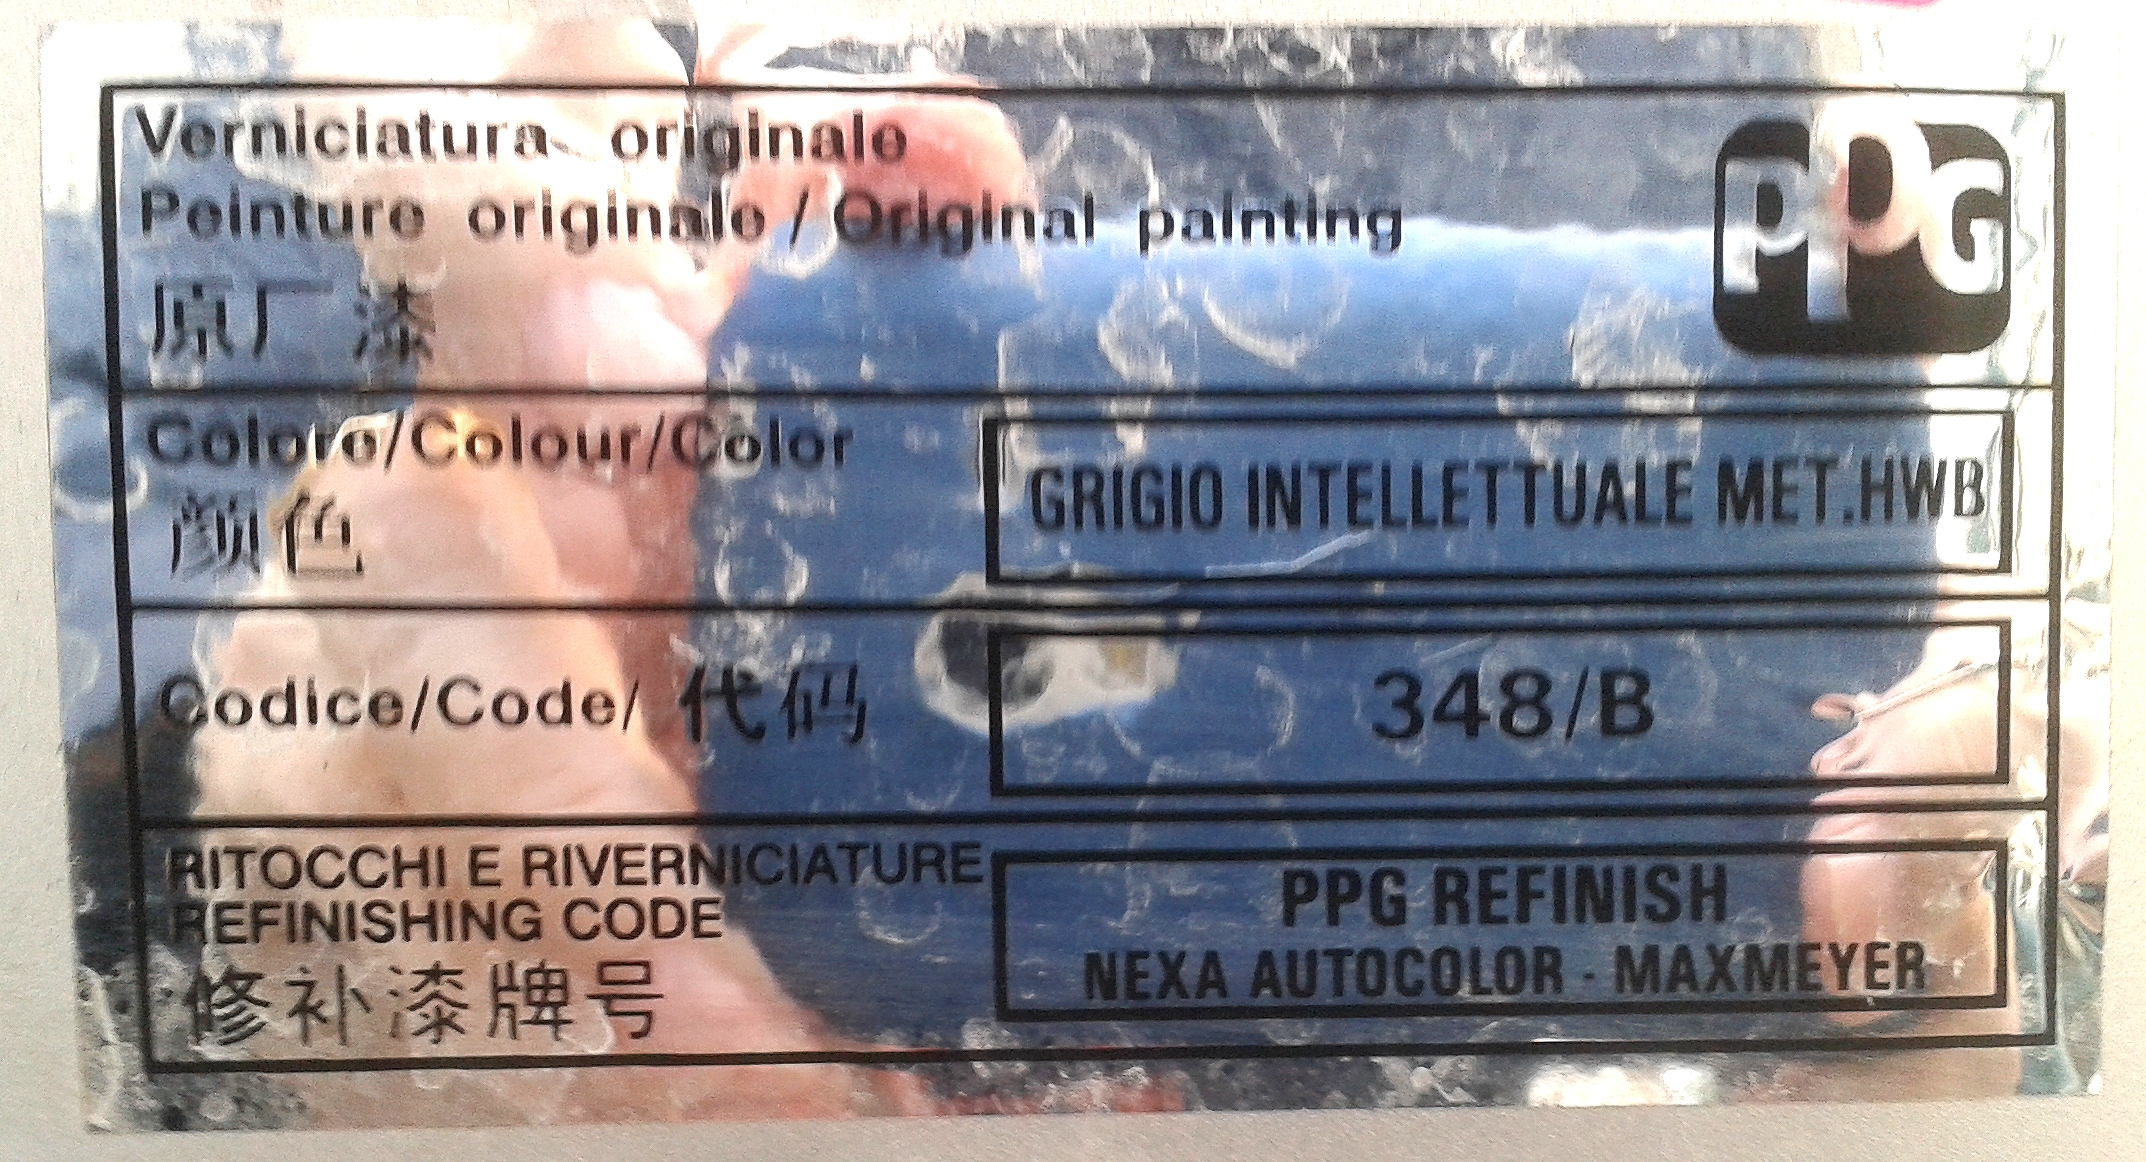 Verniciatura originale
PPG
Peinture originale / Original painting
原厂漆
Colore/Colour/Color
颜色
GRIGIO INTELLETTUALE MET.HWB
Codice/Code/ 代码
348/B
RITOCCHI E RIVERNICIATURE
REFINISHING CODE
修补漆牌号
PPG REFINISH
NEXA AUTOCOLOR - MAXMEYER